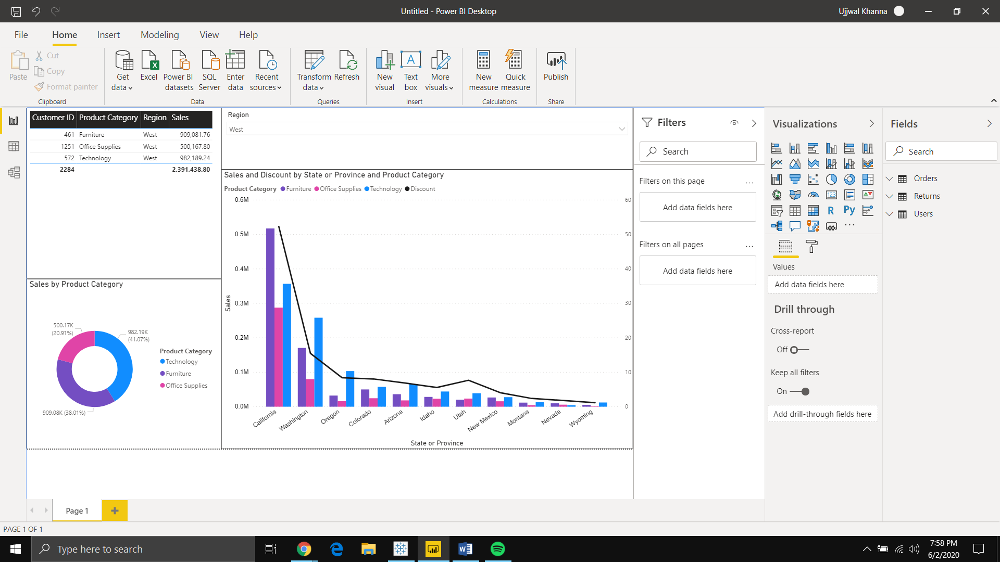 Untitled - Power BI Desktop
Ujjwal Khanna
File Home Insert Modeling View Help
Paste
Cut
Copy
Format painter
Clipboard
Get data
Excel
Power BI datasets
SQL Server
Enter data
Recent sources
Data
Transform data
Refresh
Queries
New visual
Text box
More visuals
Insert
New measure
Quick measure
Calculations
Publish
Share
Customer ID Product Category Region Sales
461 Furniture West 909,081.76
1251 Office Supplies West 500,167.80
572 Technology West 982,189.24
2284 2,391,438.80
Region
West
Sales and Discount by State or Province and Product Category
Product Category Furniture Office Supplies Technology Discount
0.6M 60
0.5M 50
0.4M 40
0.3M 30
0.2M 20
0.1M 10
0.0M 0
Sales
California Washington Oregon Colorado Arizona Idaho Utah New Mexico Montana Nevada Wyoming
State or Province
Sales by Product Category
500.17K
(20.91%)
982.19K
(41.07%)
909.08K (38.01%)
Product Category
Technology
Furniture
Office Supplies
Filters
Search
Filters on this page ...
Add data fields here
Filters on all pages ...
Add data fields here
Visualizations
123
R Py
...
Values
Add data fields here
Drill through
Cross-report
Off
Keep all filters
On
Add drill-through fields here
Fields
Search
Orders
Returns
Users
Page 1
PAGE 1 OF 1
Type here to search
7:58 PM
6/2/2020